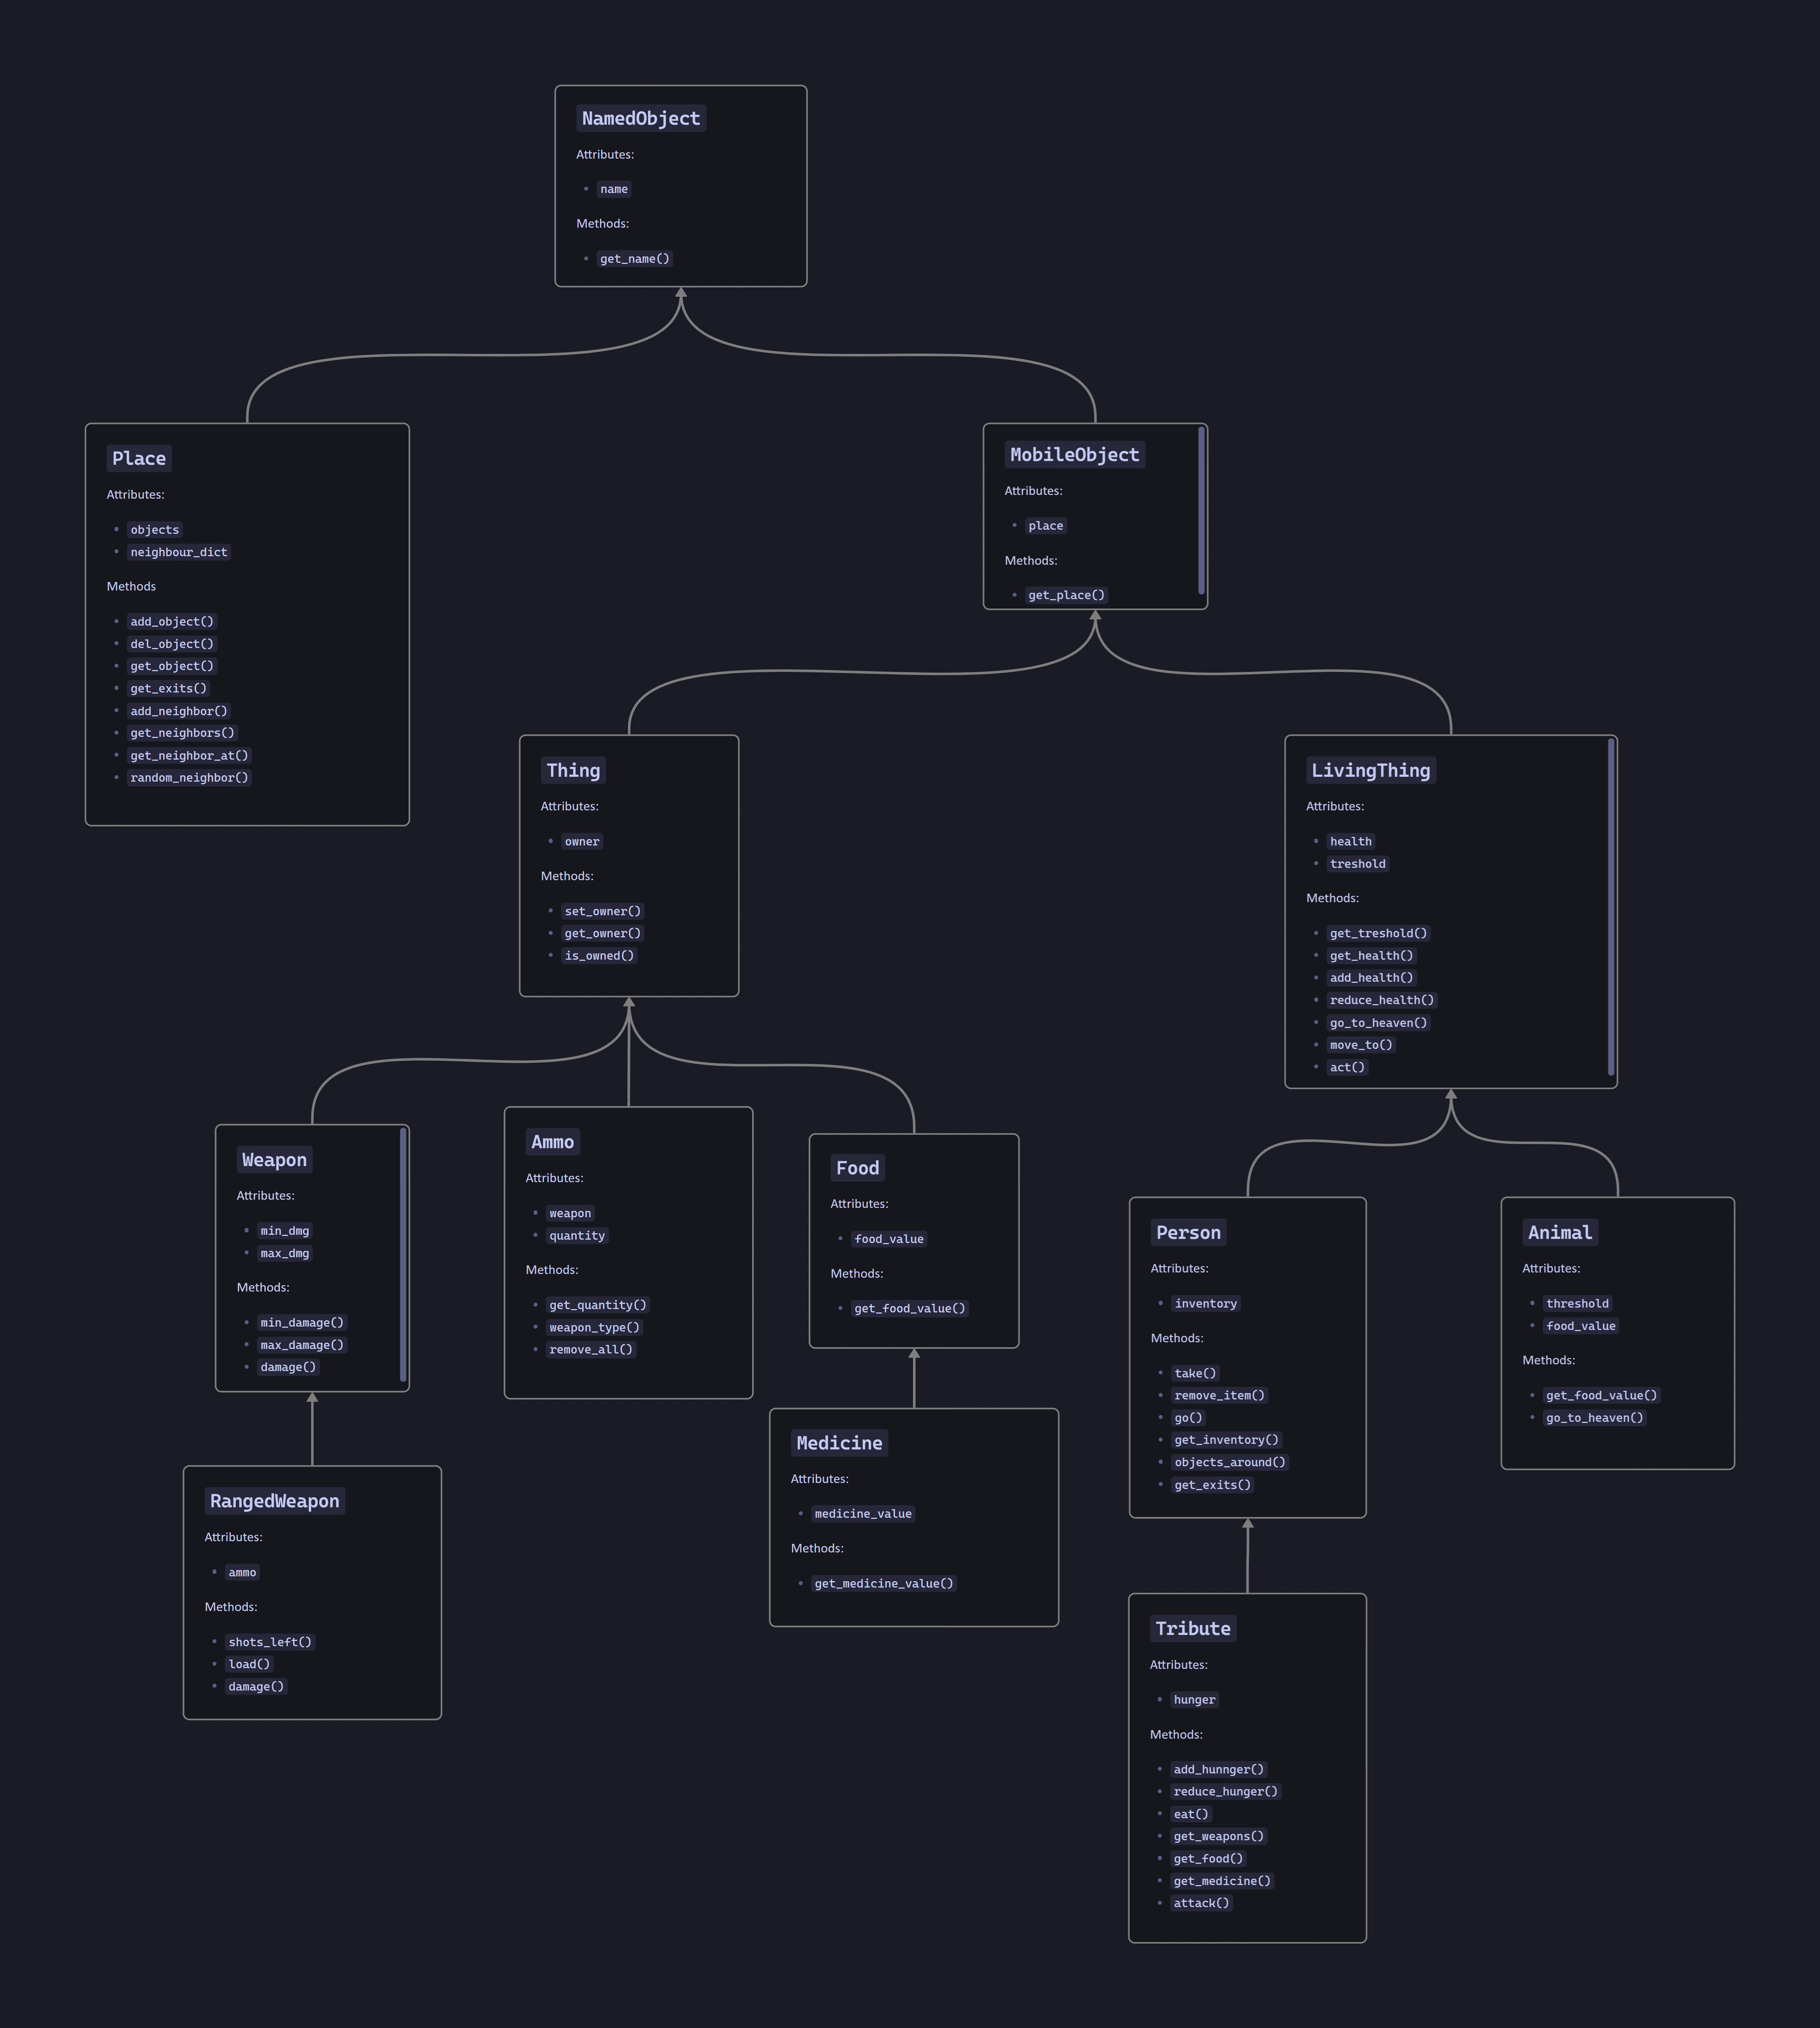 NamedObject
Attributes:
name
Methods:
get_name()
Place
Attributes:
objects
neighbour_dict
Methods
add_object()
del_object()
get_object()
get_exits()
add_neighbor()
get_neighbors()
get_neighbor_at()
random_neighbor()
MobileObject
Attributes:
place
Methods:
get_place()
Thing
Attributes:
owner
Methods:
set_owner()
get_owner()
is_owned()
LivingThing
Attributes:
health
treshold
Methods:
get_treshold()
get_health()
add_health()
reduce_health()
go_to_heaven()
move_to()
act()
Weapon
Attributes:
min_dmg
max_dmg
Methods:
min_damage()
max_damage()
damage()
Ammo
Attributes:
weapon
quantity
Methods:
get_quantity()
weapon_type()
remove_all()
Food
Attributes:
food_value
Methods:
get_food_value()
Person
Attributes:
inventory
Methods:
take()
remove_item()
go()
get_inventory()
objects_around()
get_exits()
Animal
Attributes:
threshold
food_value
Methods:
get_food_value()
go_to_heaven()
RangedWeapon
Attributes:
ammo
Methods:
shots_left()
load()
damage()
Medicine
Attributes:
medicine_value
Methods:
get_medicine_value()
Tribute
Attributes:
hunger
Methods:
add_hunnger()
reduce_hunger()
eat()
get_weapons()
get_food()
get_medicine()
attack()